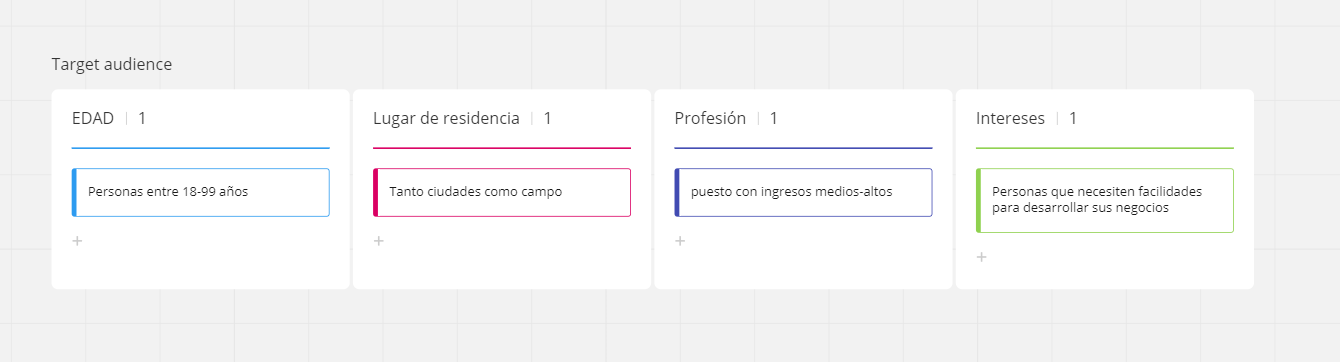 Target audience
EDAD | 1
Personas entre 18-99 años
+
Lugar de residencia | 1
Tanto ciudades como campo
+
Profesión | 1
puesto con ingresos medios-altos
+
Intereses | 1
Personas que necesiten facilidades
para desarrollar sus negocios
+